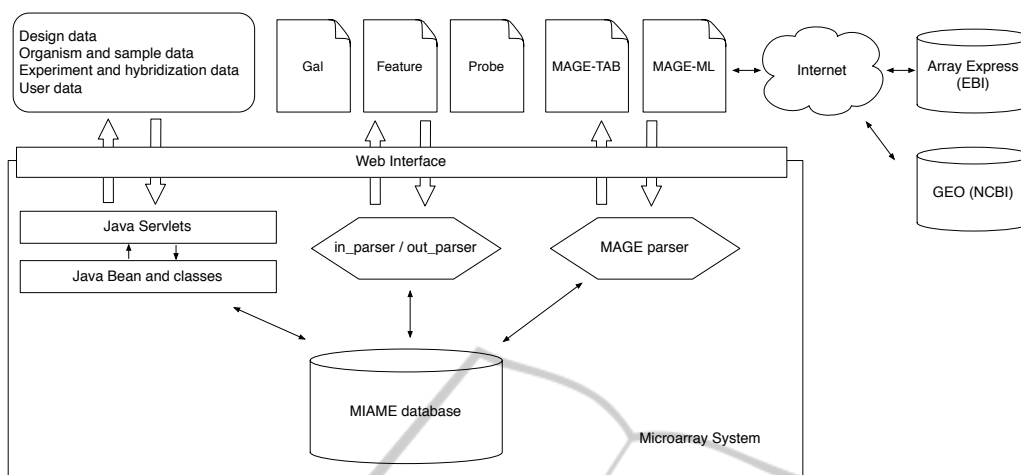 Design data
Organism and sample data
Experiment and hybridization data
User data
Gal
Feature
Probe
MAGE-TAB
MAGE-ML
Internet
Array Express
(EBI)
Web Interface
GEO (NCBI)
Java Servlets
in_parser / out_parser
MAGE parser
Java Bean and classes
MIAME database
Microarray System